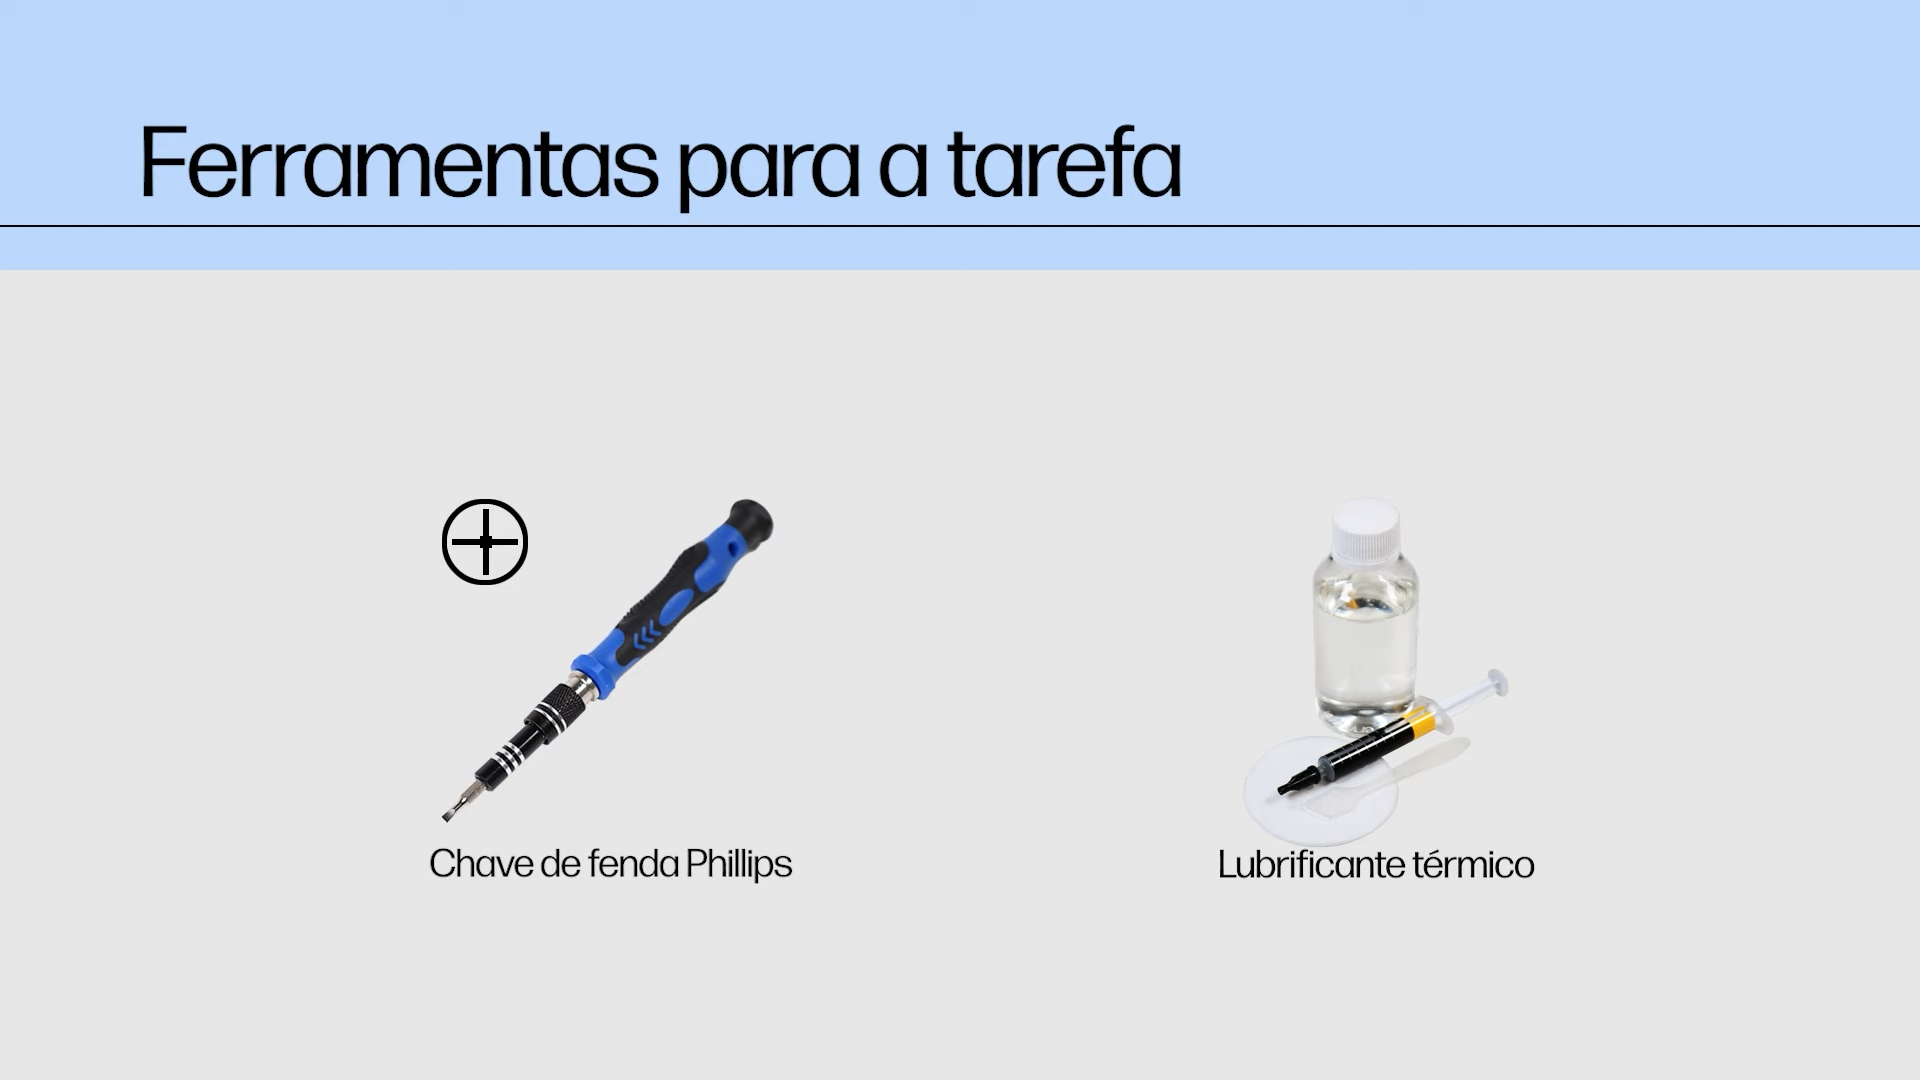 Ferramentas para a tarefa
Chave de fenda Phillips
Lubrificante térmico